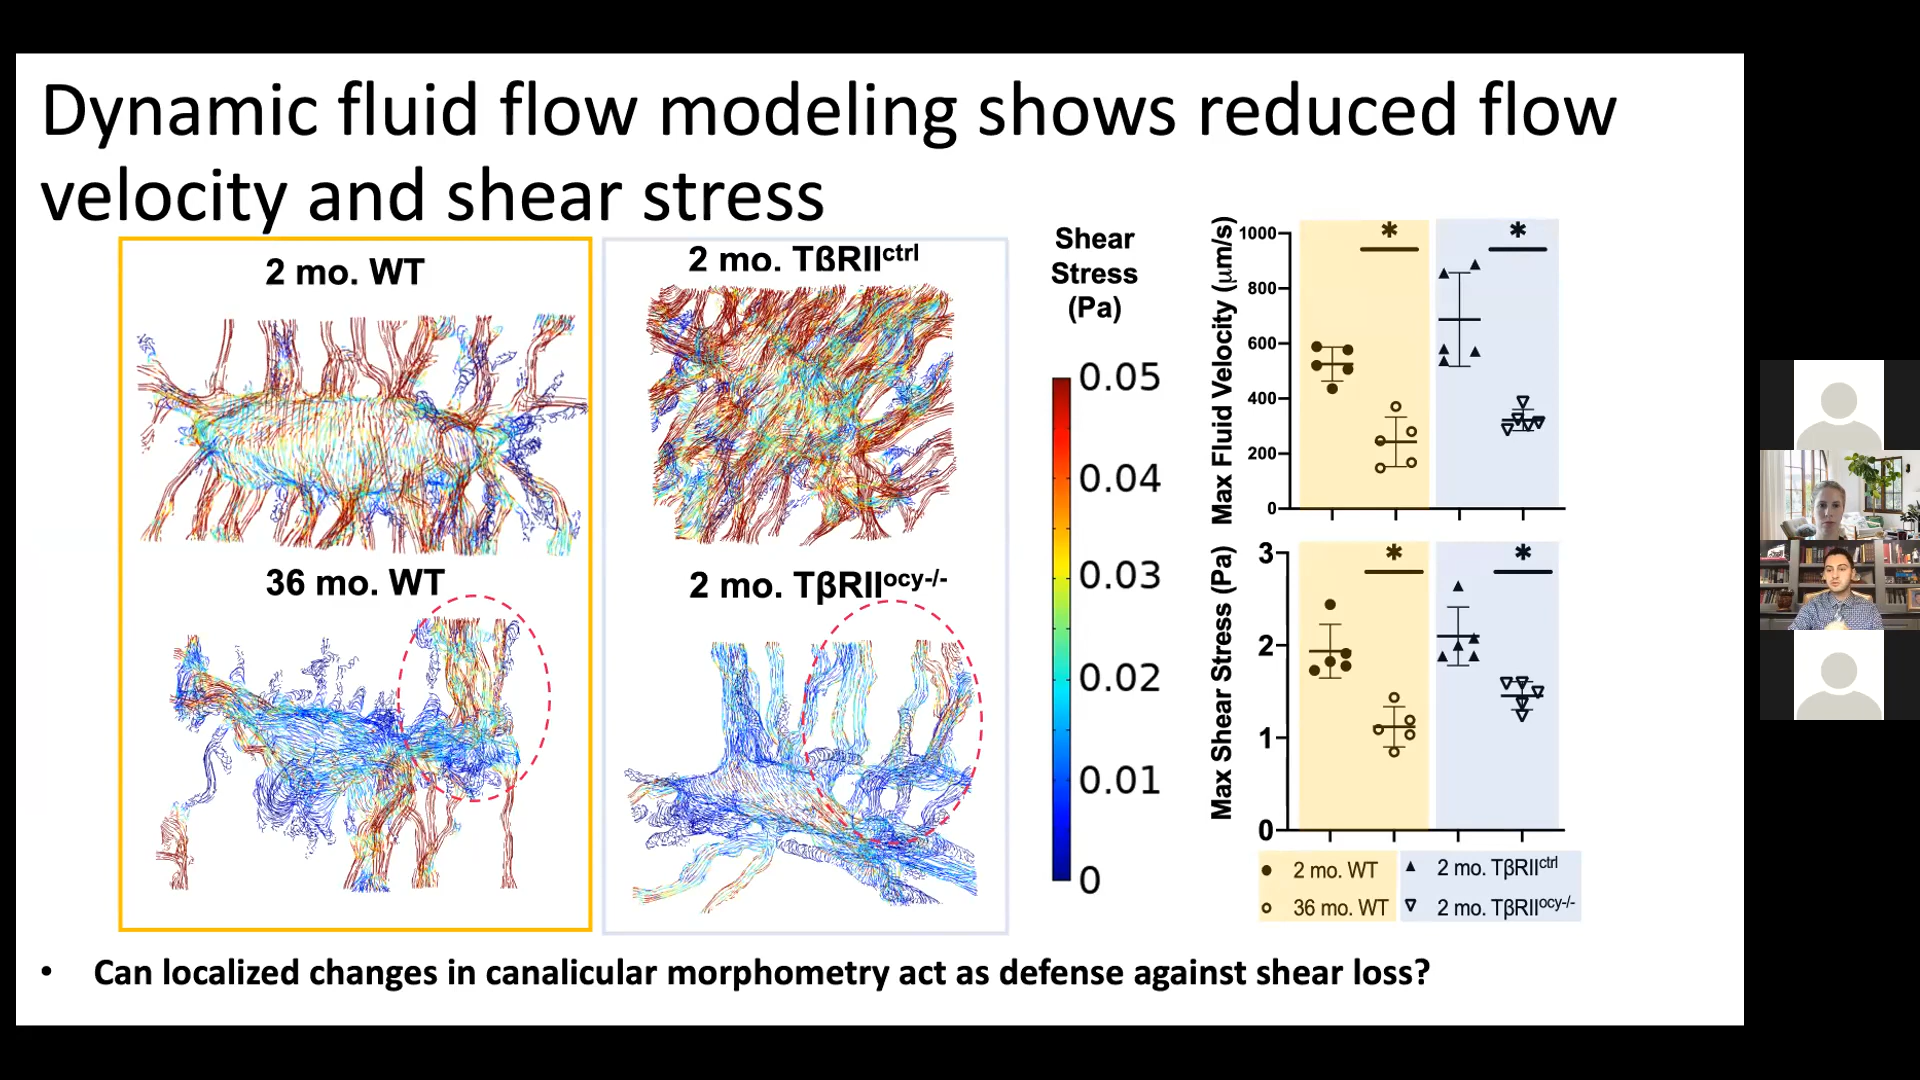 Dynamic fluid flow modeling shows reduced flow
velocity and shear stress
2 mo. WT
36 mo. WT
2 mo. TβRIIctrl
2 mo. TβRIIocy-/-
Shear
Stress
(Pa)
0.05
0.04
0.03
0.02
0.01
0
Max Fluid Velocity (μm/s)
1000
800
600
400
200
0
*
*
Max Shear Stress (Pa)
3
2
1
0
*
*
2 mo. WT
36 mo. WT
2 mo. TβRIIctrl
2 mo. TβRIIocy-/-
• Can localized changes in canalicular morphometry act as defense against shear loss?